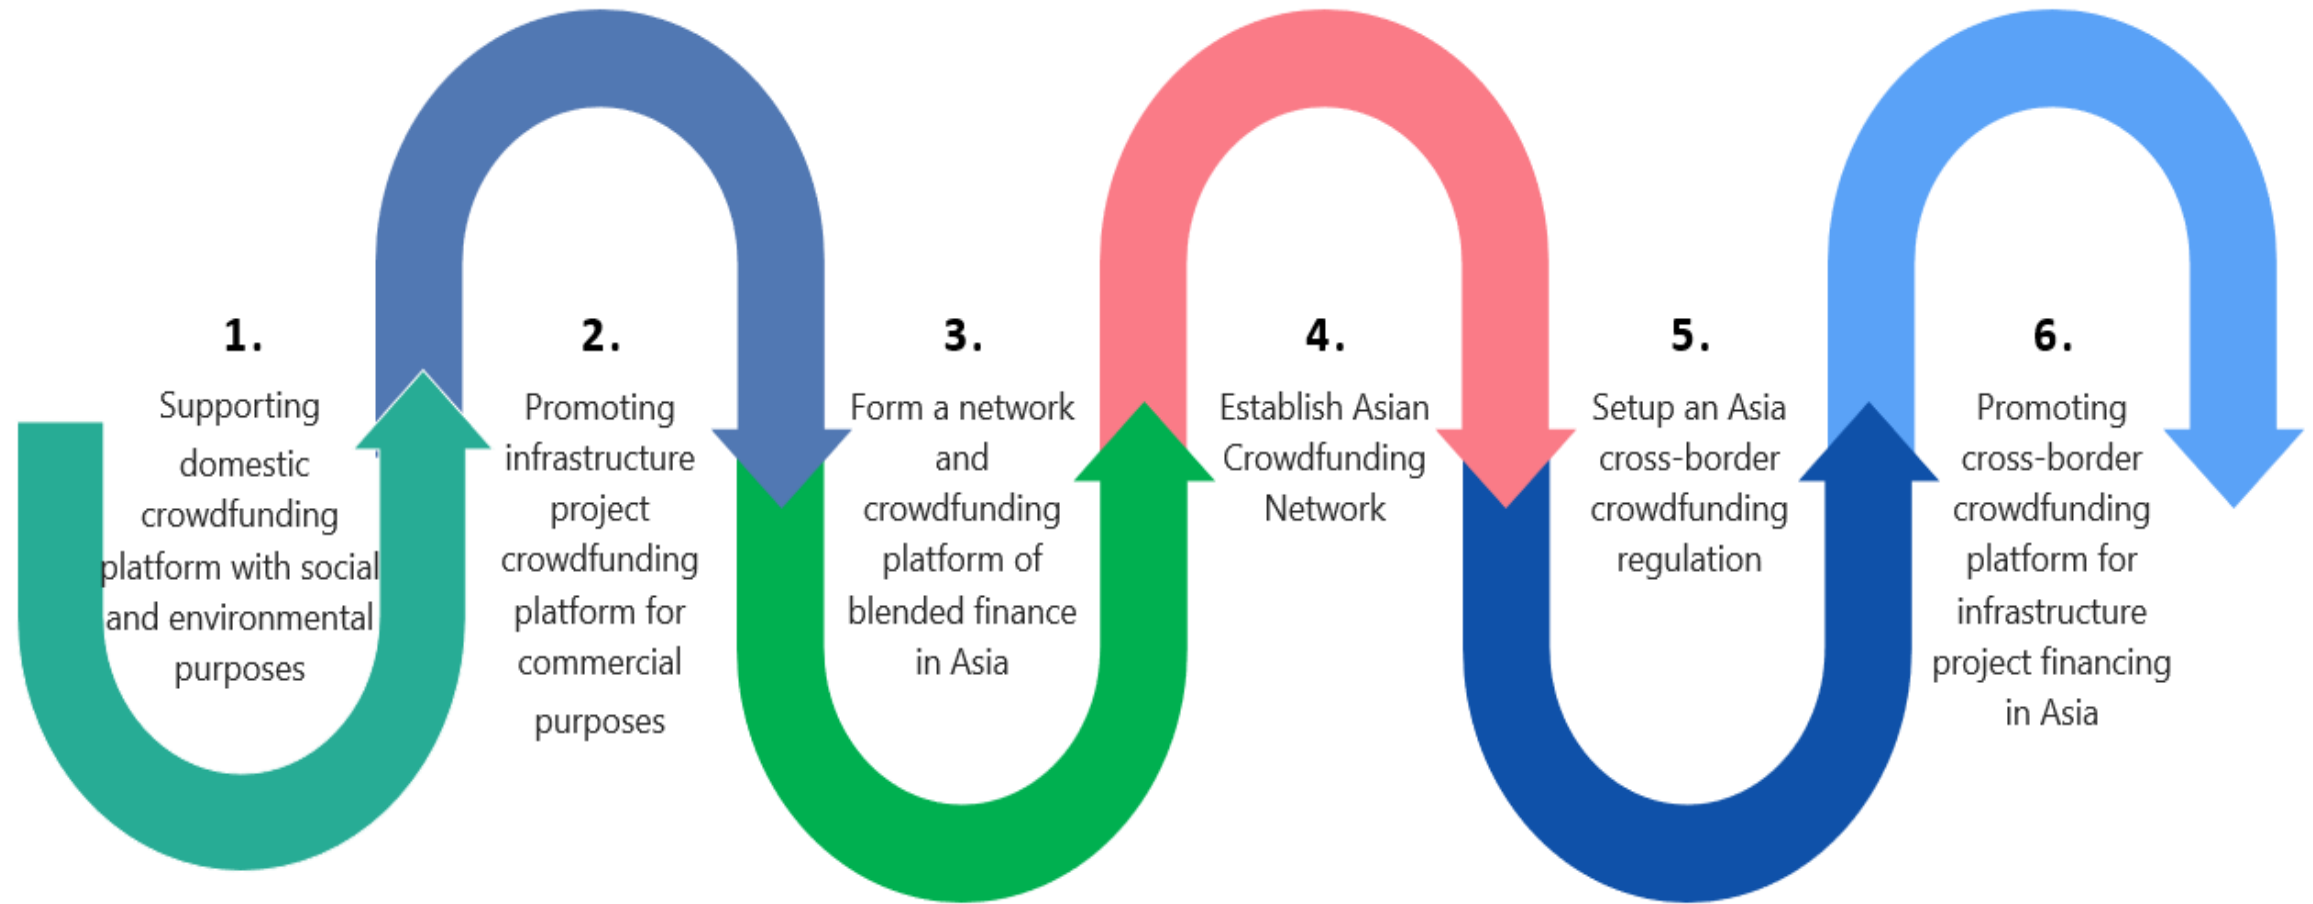 1.
Supporting
domestic
crowdfunding
platform with social
and environmental
purposes
2.
Promoting
infrastructure
project
crowdfunding
platform for
commercial
purposes
3.
Form a network
and
crowdfunding
platform of
blended finance
in Asia
4.
Establish Asian
Crowdfunding
Network
5.
Setup an Asia
cross-border
crowdfunding
regulation
6.
Promoting
cross-border
crowdfunding
platform for
infrastructure
project financing
in Asia